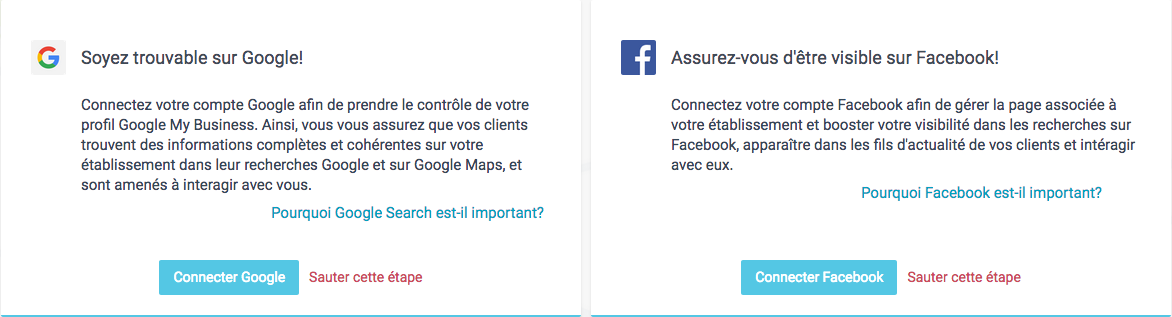 Soyez trouvable sur Google!
Connectez votre compte Google afin de prendre le contrôle de votre
profil Google My Business. Ainsi, vous vous assurez que vos clients
trouvent des informations complètes et cohérentes sur votre
établissement dans leur recherches Google et sur Google Maps, et
sont amenés à interagir avec vous.
Pourquoi Google Search est-il important?
Connecter Google
Sauter cette étape
Assurez-vous d'être visible sur Facebook!
Connectez votre compte Facebook afin de gérer la page associée à
votre établissement et booster votre visibilité dans les recherches sur
Facebook, apparaître dans les fils d'actualité de vos clients et intéragir
avec eux.
Pourquoi Facebook est-il important?
Connecter Facebook
Sauter cette étape